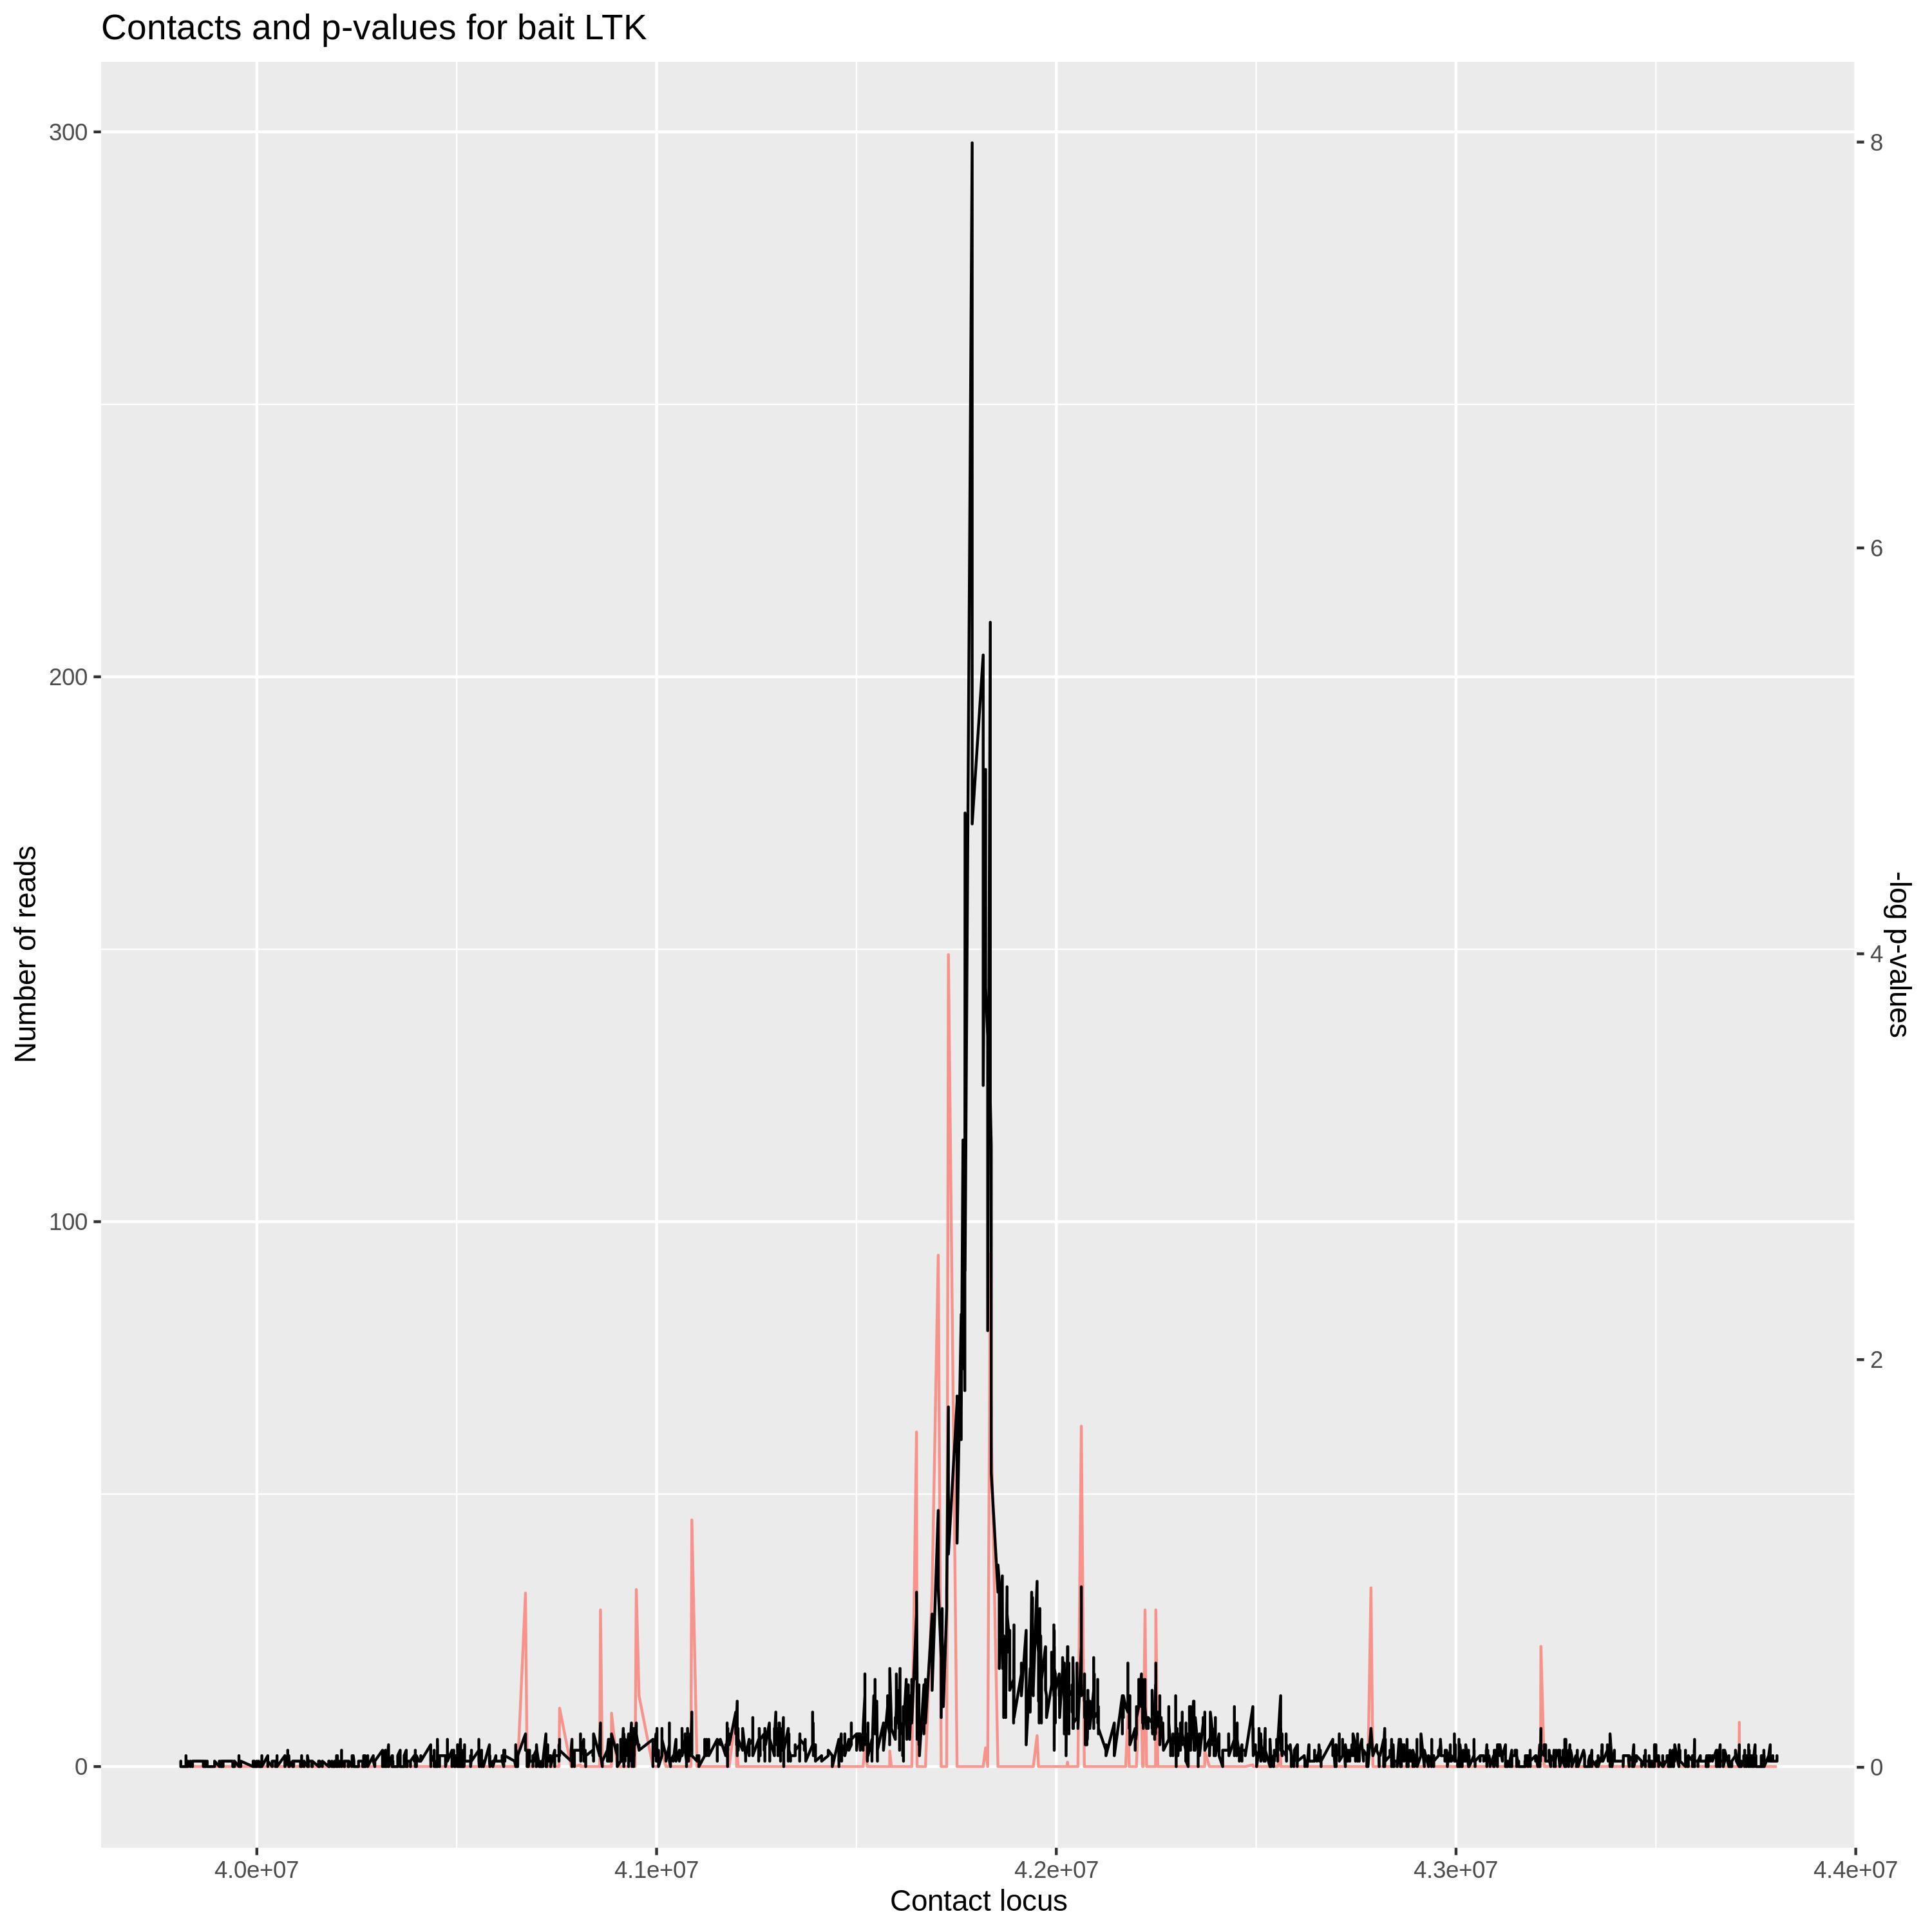 Contacts and p-values for bait LTK
300
200
100
0
Number of reads
8
6
4
2
0
-log p-values
4.0e+07 4.1e+07 4.2e+07 4.3e+07 4.4e+07
Contact locus